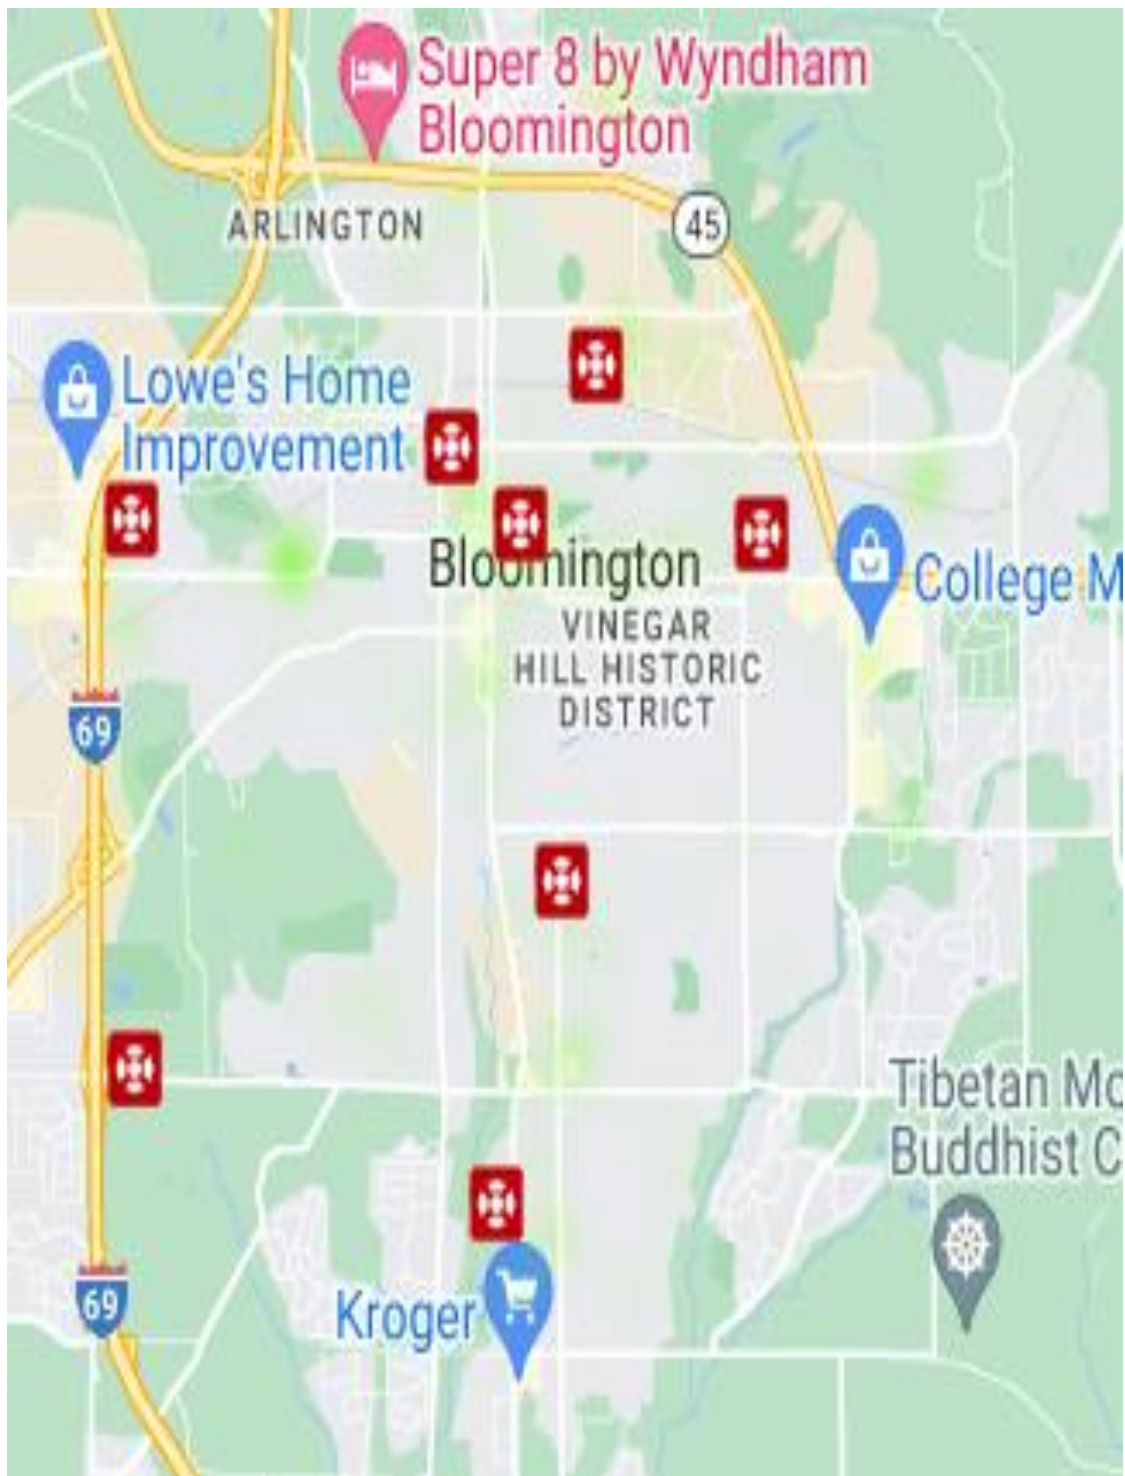 Super 8 by Wyndham
Bloomington
45
ARLINGTON
Lowe's Home
Improvement
Bloomington
College M
VINEGAR
HILL HISTORIC
DISTRICT
69
Tibetan Mo
Buddhist C
69
Kroger